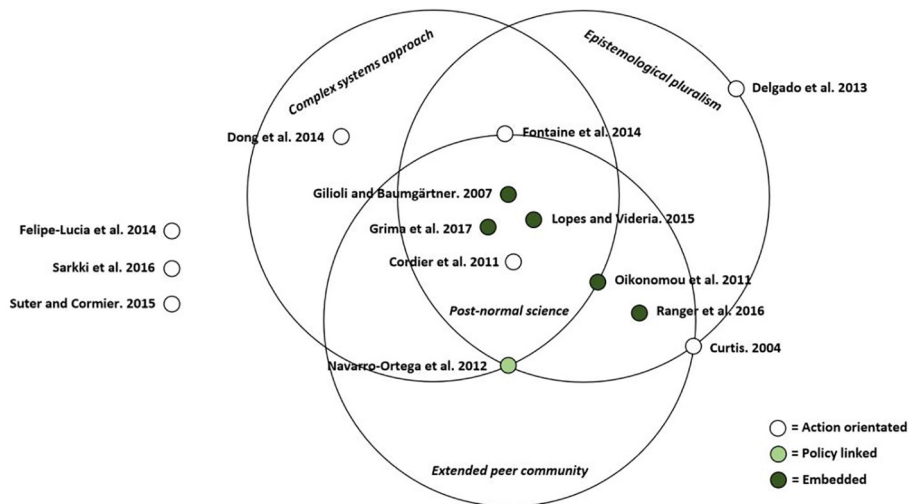 Complex systems approach
Epistemological pluralism
Delgado et al. 2013
Dong et al. 2014
Fontaine et al. 2014
Gilioli and Baumgärtner. 2007
Lopes and Videria. 2015
Grima et al. 2017
Felipe-Lucia et al. 2014
Cordier et al. 2011
Sarkki et al. 2016
Oikonomou et al. 2011
Suter and Cormier. 2015
Post-normal science
Ranger et al. 2016
Curtis. 2004
Navarro-Ortega et al. 2012
= Action orientated
= Policy linked
Extended peer community
= Embedded